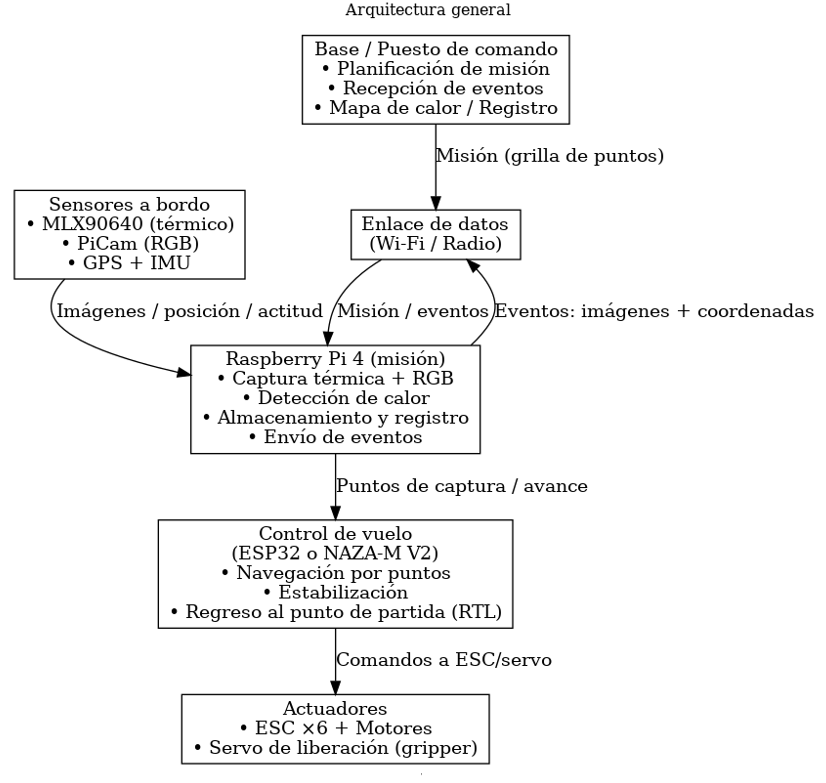 Arquitectura general
Base / Puesto de comando
• Planificación de misión
• Recepción de eventos
• Mapa de calor / Registro
Misión (grilla de puntos)
Sensores a bordo
• MLX90640 (térmico)
• PiCam (RGB)
• GPS + IMU
Enlace de datos
(Wi-Fi / Radio)
Imágenes / posición / actitud
Misión / eventos
Eventos: imágenes + coordenadas
Raspberry Pi 4 (misión)
• Captura térmica + RGB
• Detección de calor
• Almacenamiento y registro
• Envío de eventos
Puntos de captura / avance
Control de vuelo
(ESP32 o NAZA-M V2)
• Navegación por puntos
• Estabilización
• Regreso al punto de partida (RTL)
Comandos a ESC/servo
Actuadores
• ESC ×6 + Motores
• Servo de liberación (gripper)